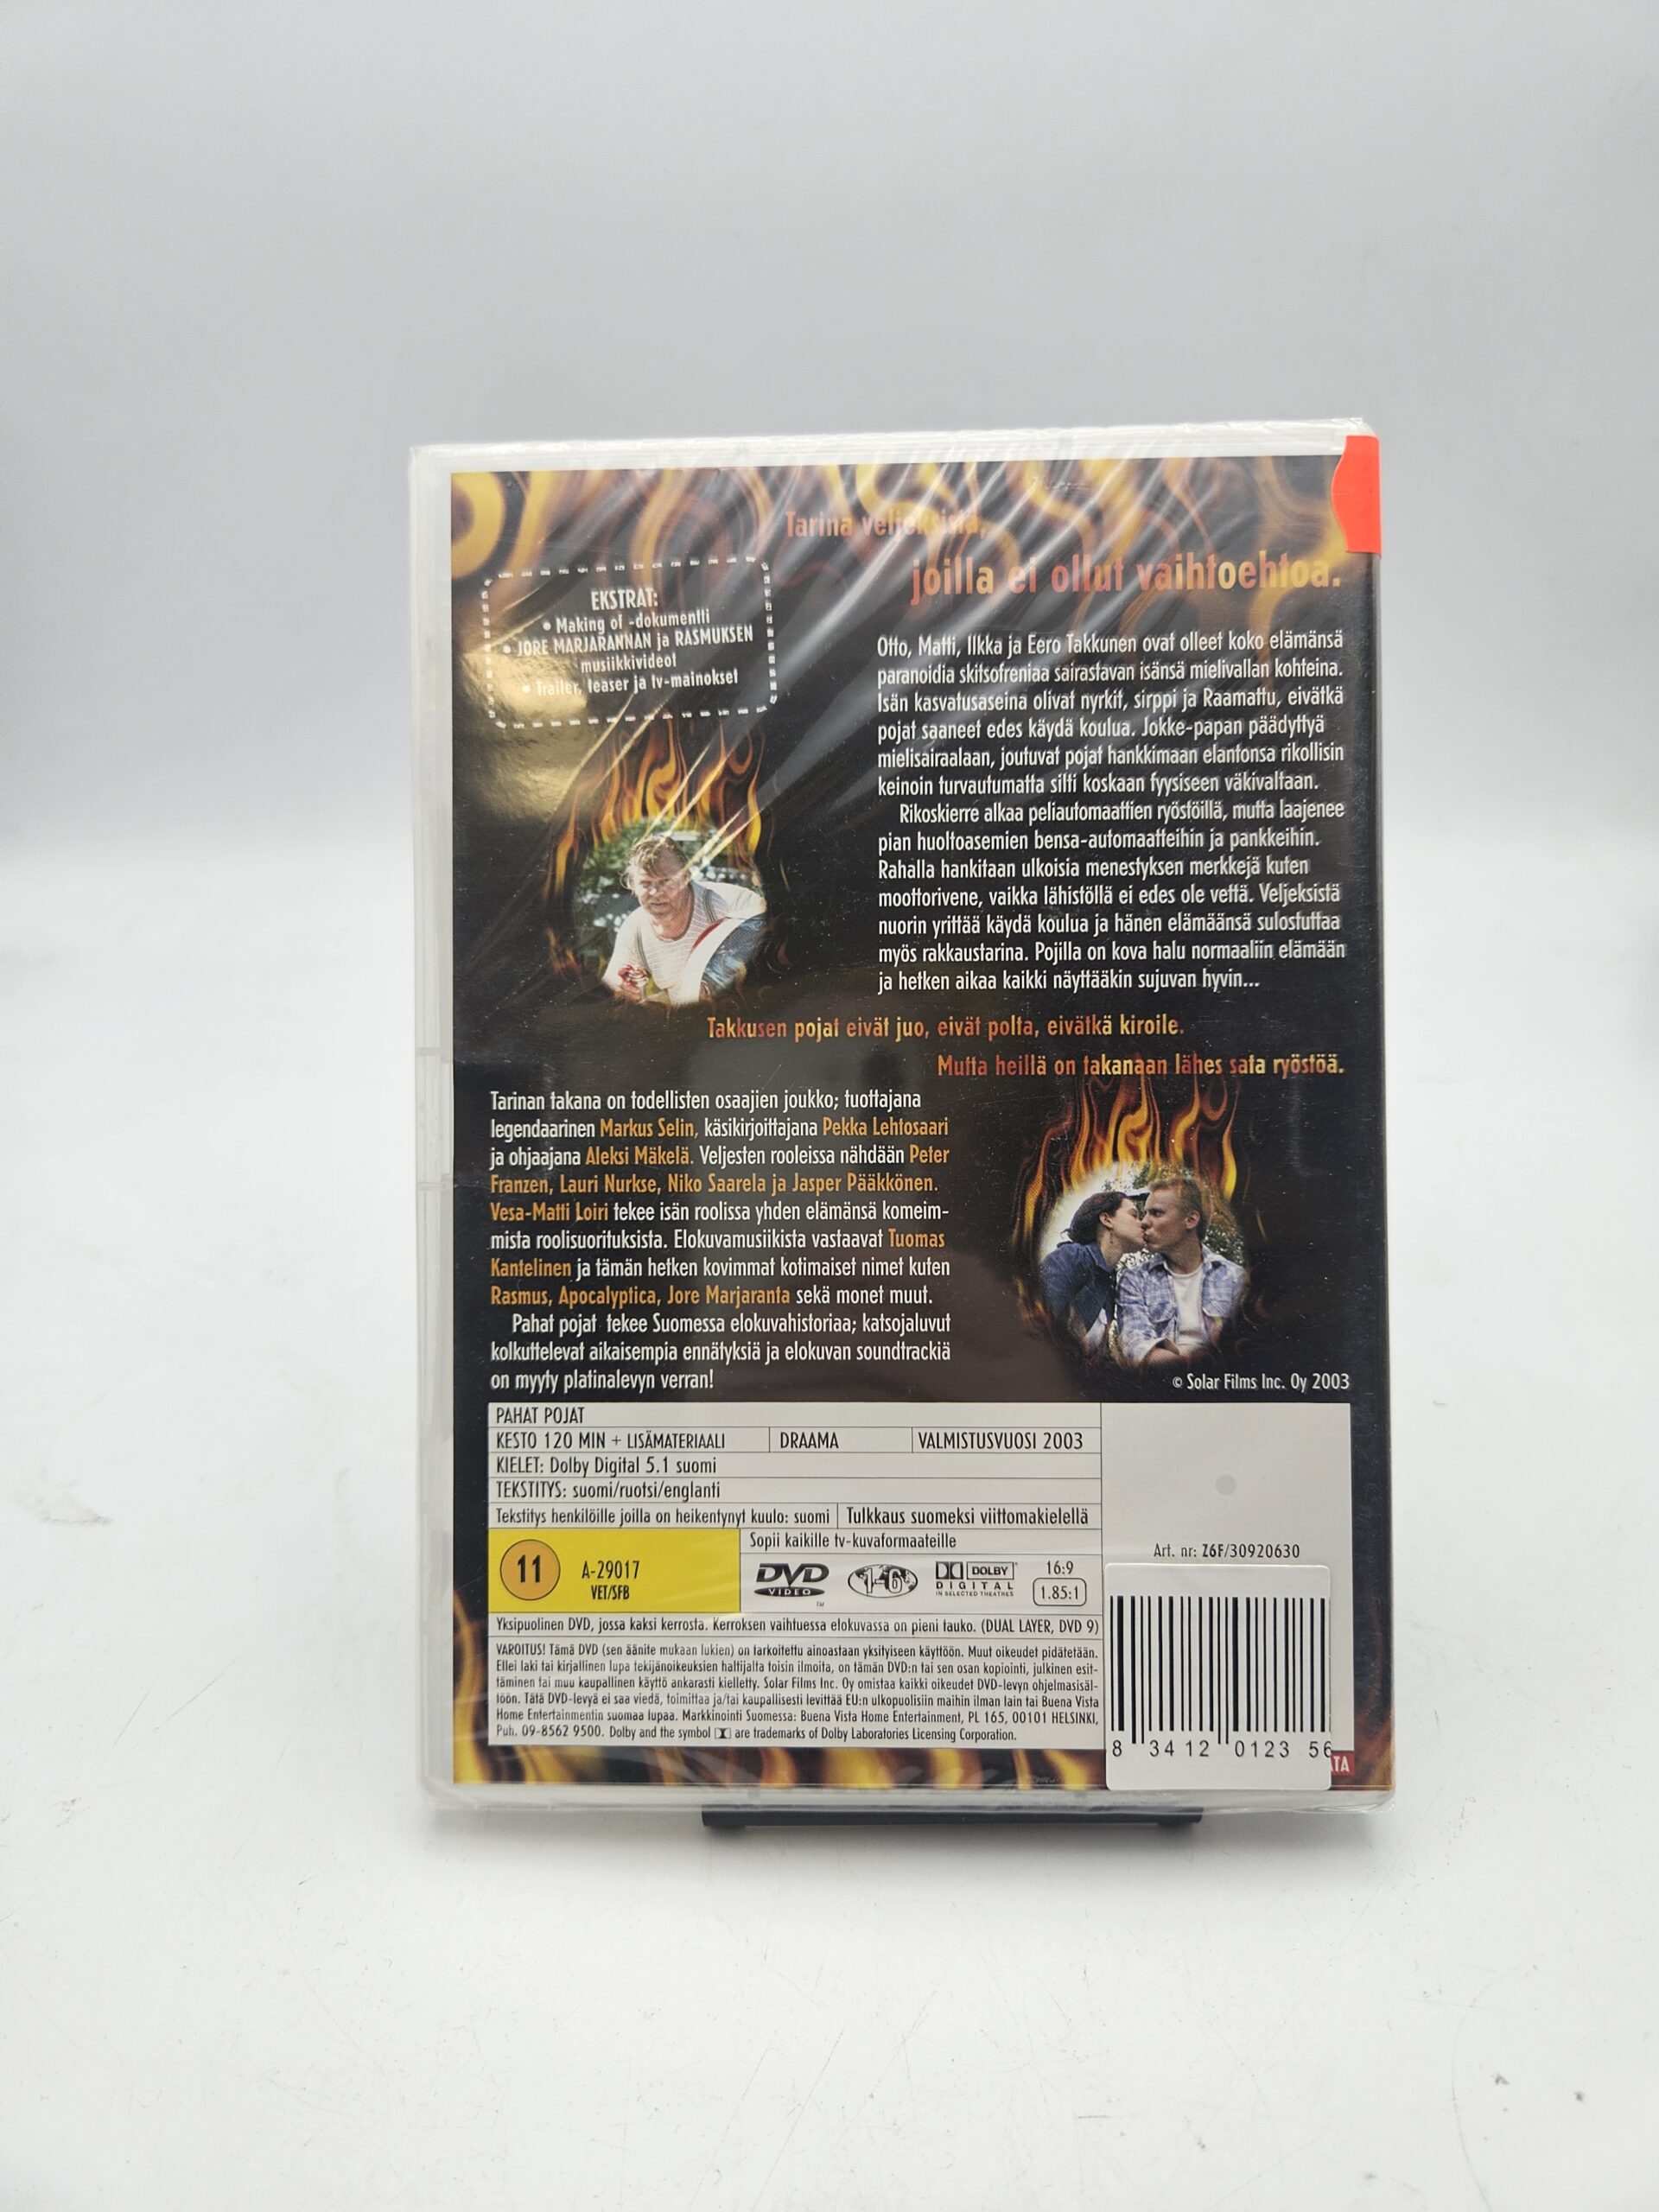 Tarina veljeksistä,
joilla ei ollut vaihtoehtoa.
EKSTRAT:
• Making of -dokumentti
• JORE MARJARANNAN ja RASMUKSEN
musiikkivideot
• Trailer, teaser ja tv-mainokset
Otto, Matti, Ilkka ja Eero Takkunen ovat olleet koko elämänsä
paranoidia skitsofreniaa sairastavan isänsä mielivallan kohteina.
Isän kasvatusaseina olivat nyrkit, sirppi ja Raamattu, eivätkä
pojat saaneet edes käydä koulua. Jokke-papan päädyttyä
mielisairaalaan, joutuvat pojat hankkimaan elantonsa rikollisin
keinoin turvautumatta silti koskaan fyysiseen väkivaltaan.
Rikoskierre alkaa peliautomaattien ryöstöillä, mutta laajenee
pian huoltoasemien bensa-automaatteihin ja pankkeihin.
Rahalla hankitaan ulkoisia menestyksen merkkejä kuten
moottorivene, vaikka lähistöllä ei edes ole vettä. Veljeksistä
nuorin yrittää käydä koulua ja hänen elämäänsä sulostuttaa
myös rakkaustarina. Pojilla on kova halu normaaliin elämään
ja hetken aikaa kaikki näyttääkin sujuvan hyvin...
Takkusen pojat eivät juo, eivät polta, eivätkä kiroile.
Mutta heillä on takanaan lähes sata ryöstöä.
Tarinan takana on todellisten osaajien joukko; tuottajana
legendaarinen Markus Selin, käsikirjoittajana Pekka Lehtosaari
ja ohjaajana Aleksi Mäkelä. Veljesten rooleissa nähdään Peter
Franzen, Lauri Nurkse, Niko Saarela ja Jasper Pääkkönen.
Vesa-Matti Loiri tekee isän roolissa yhden elämänsä komeim-
mista roolisuorituksista. Elokuvamusiikista vastaavat Tuomas
Kantelinen ja tämän hetken kovimmat kotimaiset nimet kuten
Rasmus, Apocalyptica, Jore Marjaranta sekä monet muut.
Pahat pojat tekee Suomessa elokuvahistoriaa; katsojaluvut
kolkuttelevat aikaisempia ennätyksiä ja elokuvan soundtrackiä
on myyty platinalevyn verran!
© Solar Films Inc. Oy 2003
PAHAT POJAT
KESTO 120 MIN + LISÄMATERIAALI DRAAMA VALMISTUSVUOSI 2003
KIELET: Dolby Digital 5.1 suomi
TEKSTITYS: suomi/ruotsi/englanti
Tekstitys henkilöille joilla on heikentynyt kuulo: suomi Tulkkaus suomeksi viittomakielellä
Sopii kaikille tv-kuvaformaateille
11 A-29017
VET/SFB
DVD
VIDEO
TM
1-6
DOLBY
DIGITAL
IN SELECTED THEATRES
16:9
1.85:1
Art. nr: Z6F/30920630
Yksipuolinen DVD, jossa kaksi kerrosta. Kerroksen vaihtuessa elokuvassa on pieni tauko. (DUAL LAYER, DVD 9)
VAROITUS! Tämä DVD (sen äänite mukaan lukien) on tarkoitettu ainoastaan yksityiseen käyttöön. Muut oikeudet pidätetään.
Ellei laki tai kirjallinen lupa tekijänoikeuksien haltijalta toisin ilmoita, on tämän DVD:n tai sen osan kopiointi, julkinen esit-
täminen tai muu kaupallinen käyttö ankarasti kielletty. Solar Films Inc. Oy omistaa kaikki oikeudet DVD-levyn ohjelmasisäl-
töön. Tätä DVD-levyä ei saa viedä, toimittaa ja/tai kaupallisesti levittää EU:n ulkopuolisiin maihin ilman lain tai Buena Vista
Home Entertainmentin suomaa lupaa. Markkinointi Suomessa: Buena Vista Home Entertainment, PL 165, 00101 HELSINKI,
Puh. 09-8562 9500. Dolby and the symbol are trademarks of Dolby Laboratories Licensing Corporation.
8 3412 0123 56
TA